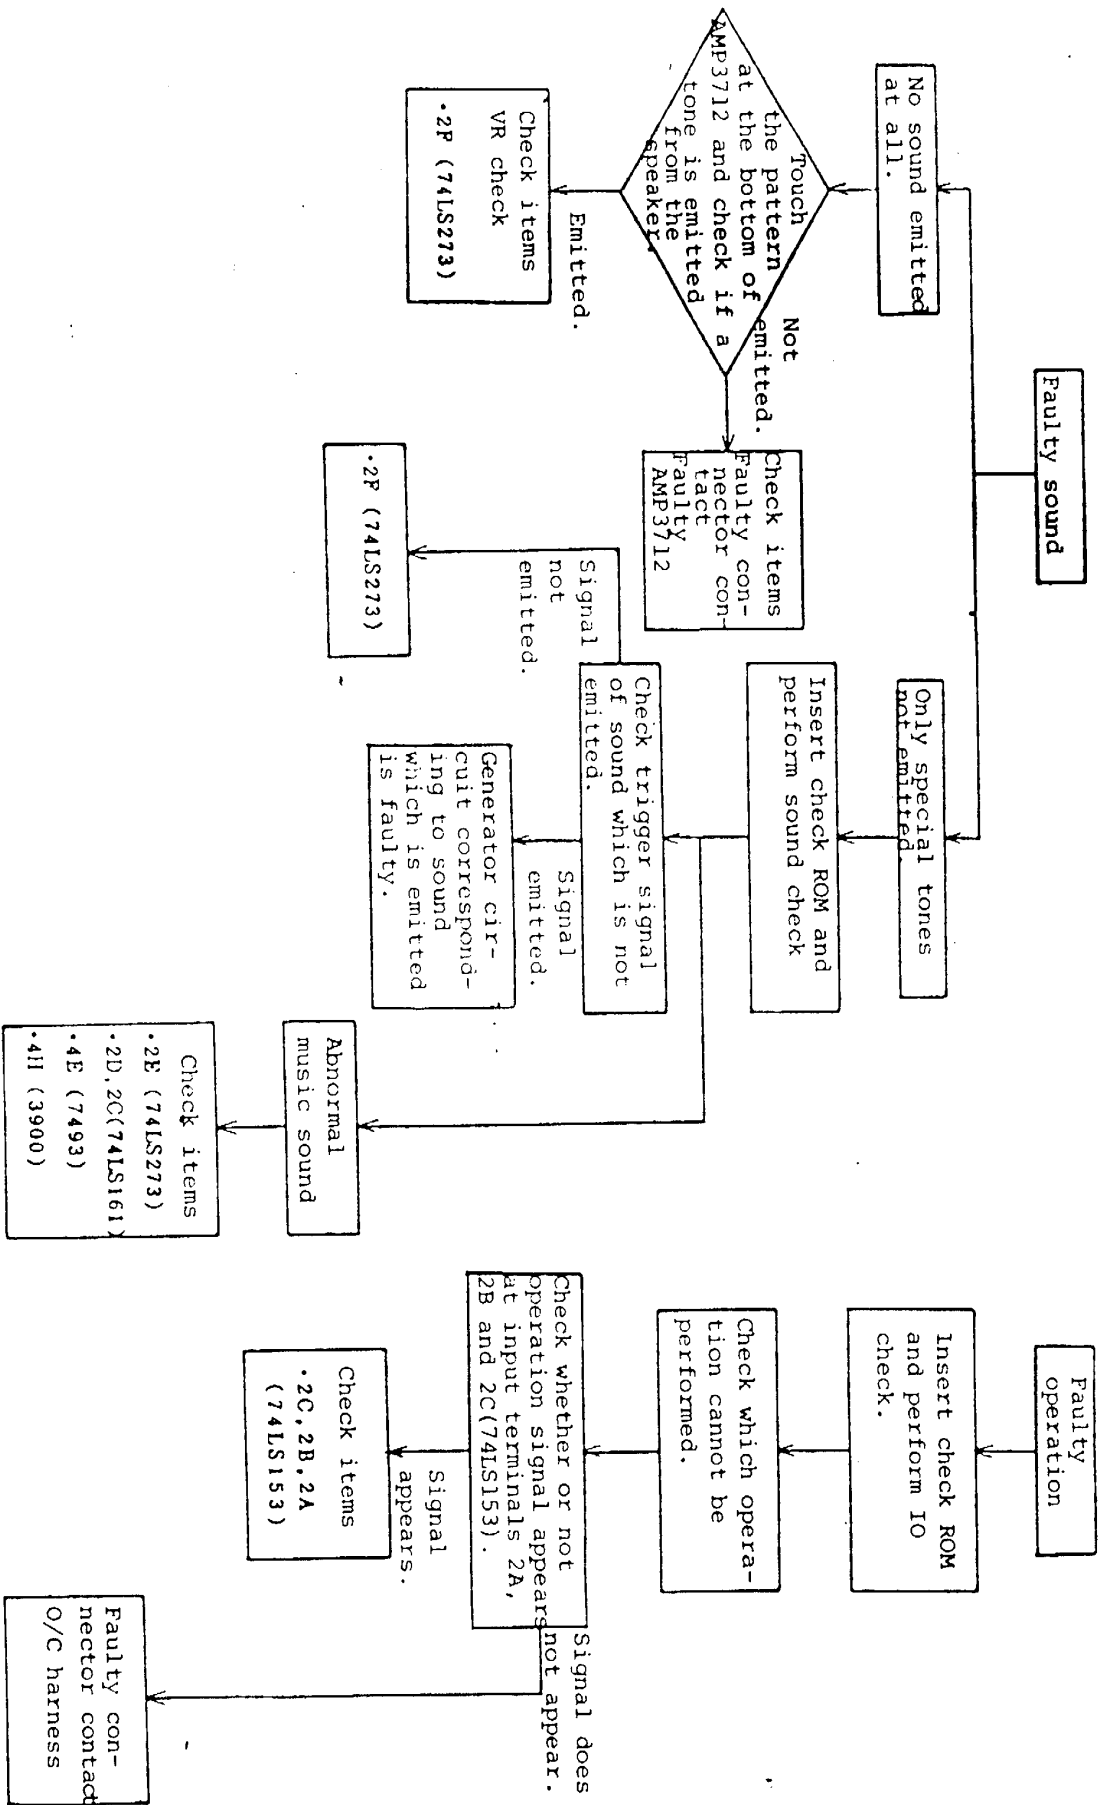 Faulty sound
No sound emitted
at all.
Touch
the pattern
at the bottom of
AMP3712 and check if a
tone is emitted
from the
speaker.
Not
emitted.
Emitted.
Check items
VR check
·2F (74LS273)
Check items
Faulty con-
nector con-
tact
Faulty
AMP3712
Only special tones
not emitted
Insert check ROM and
perform sound check
Check trigger signal
of sound which is not
emitted.
Signal
not
emitted.
·2F (74LS273)
Signal
emitted.
Generator cir-
cuit correspond-
ing to sound
which is emitted
is faulty.
Abnormal
music sound
Check items
·2E (74LS273)
·2D,2C(74LS161)
·4E (7493)
·4H (3900)
Faulty
operation
Insert check ROM
and perform IO
check.
Check which opera-
tion cannot be
performed.
Check whether or not
operation signal appears
at input terminals 2A,
2B and 2C(74LS153).
Signal
appears.
Check items
·2C,2B,2A
(74LS153)
Signal does
not appear.
Faulty con-
nector contact
O/C harness